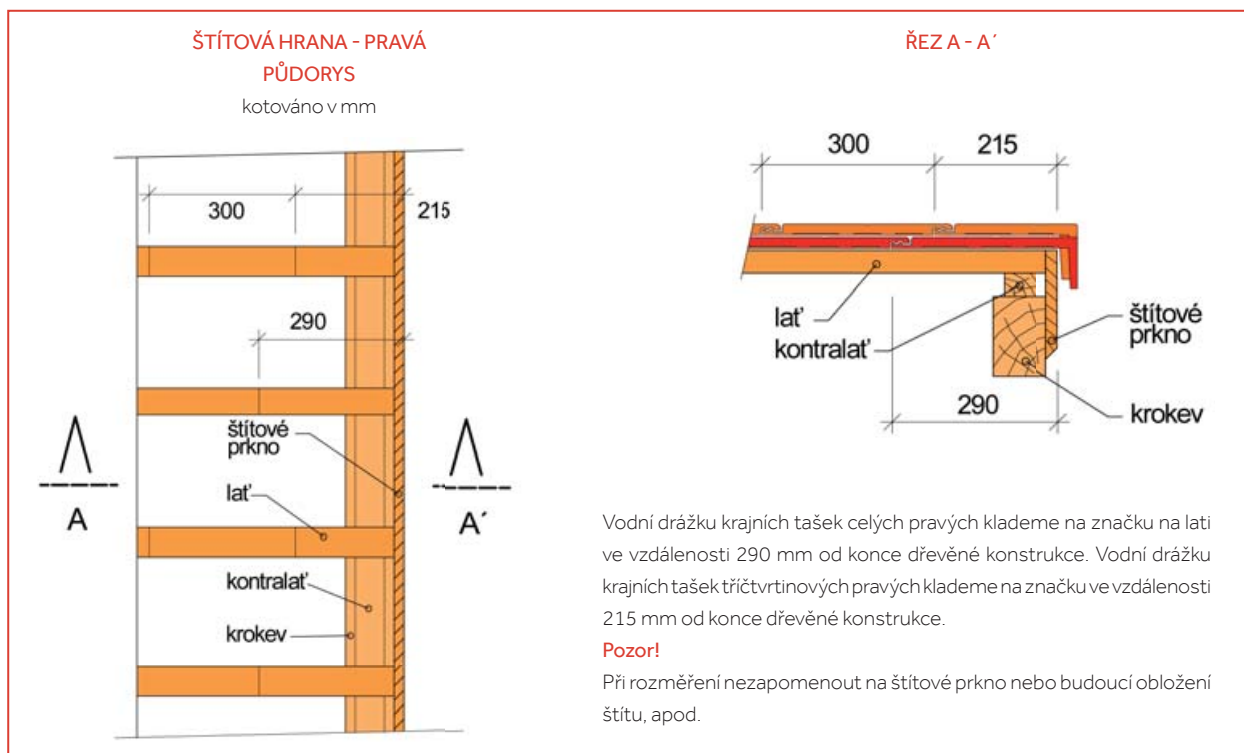 ŠTÍTOVÁ HRANA - PRAVÁ
PŮDORYS
kotováno v mm
300
215
290
štítové
prkno
lať
A
A´
kontralať
krokev
ŘEZ A - A´
300
215
lať
kontralať
štítové
prkno
290
krokev
Vodní drážku krajních tašek celých pravých klademe na značku na lati
ve vzdálenosti 290 mm od konce dřevěné konstrukce. Vodní drážku
krajních tašek tříčtvrtinových pravých klademe na značku ve vzdálenosti
215 mm od konce dřevěné konstrukce.
Pozor!
Při rozměření nezapomenout na štítové prkno nebo budoucí obložení
štítu, apod.